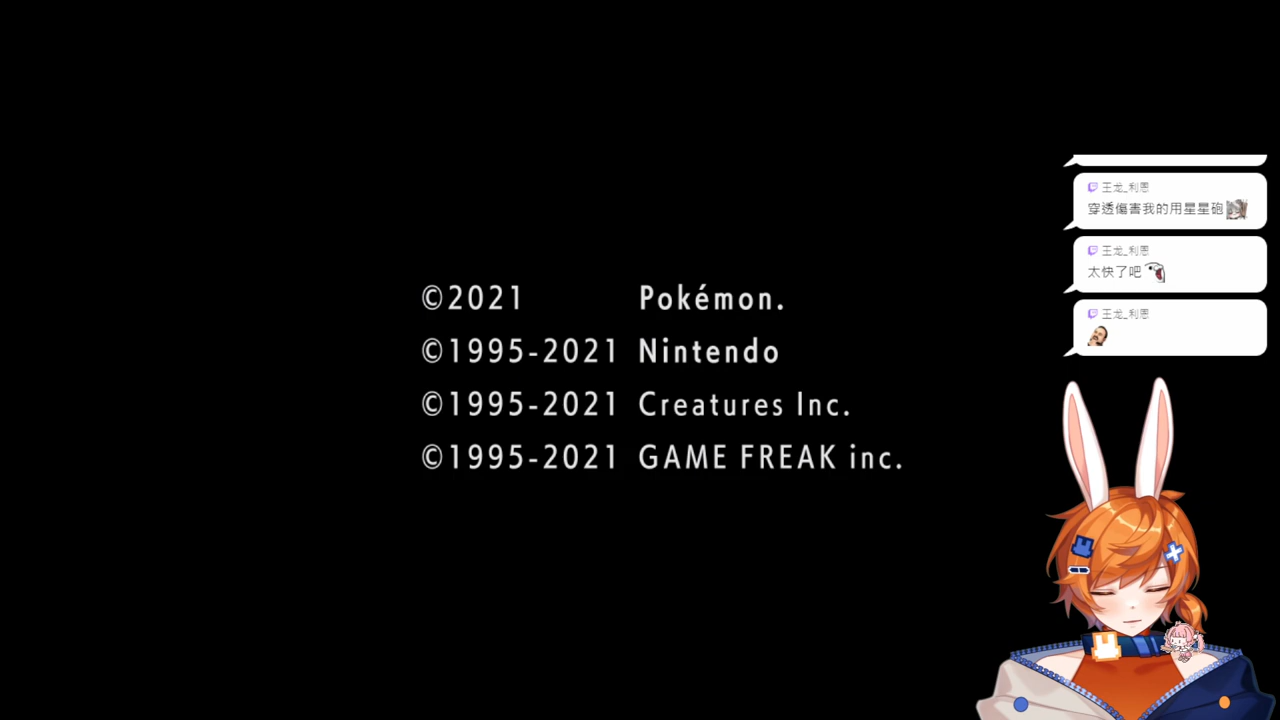 ©2021 Pokémon.
©1995-2021 Nintendo
©1995-2021 Creatures Inc.
©1995-2021 GAME FREAK inc.
王龙_利恩
穿透傷害我的用星星砲
王龙_利恩
太快了吧
王龙_利恩